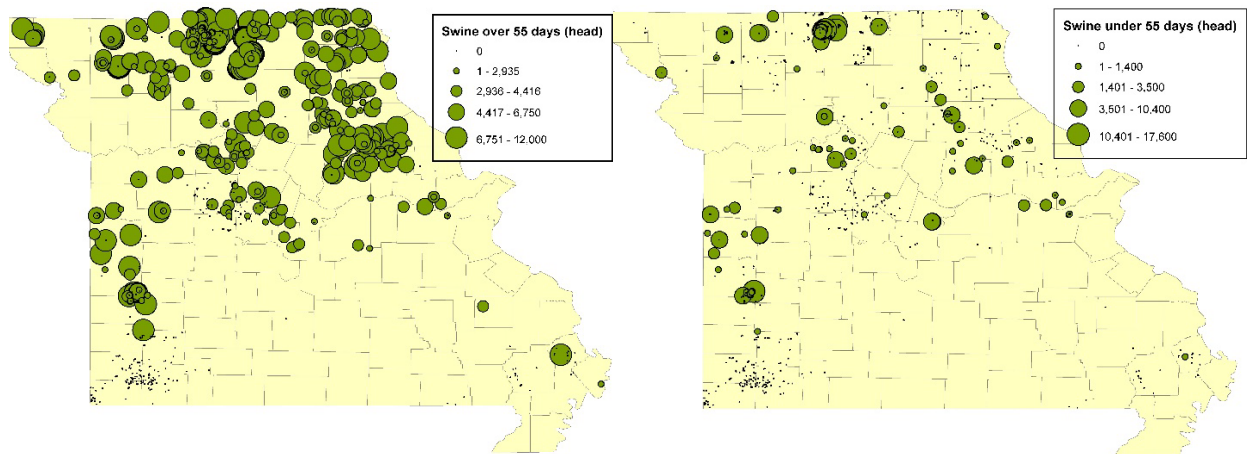 Swine over 55 days (head)
0
1 - 2,935
2,936 - 4,416
4,417 - 6,750
6,751 - 12.000
Swine under 55 days (head)
0
1 - 1,400
1,401 - 3,500
3,501 - 10,400
10,401 - 17,600